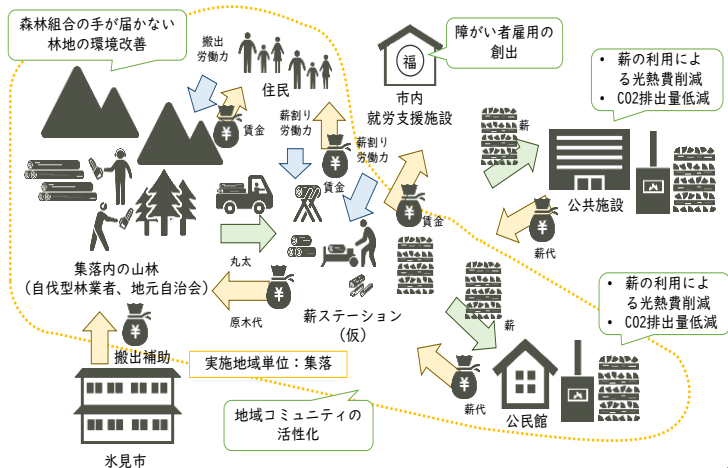 森林組合の手が届かない
林地の環境改善
搬出
労働力
住民
賃金
薪割り
労働力
賃金
福
市内
就労支援施設
障がい者雇用の
創出
薪割り
労働力
賃金
薪
• 薪の利用によ
る光熱費削減
• CO2排出量低減
公共施設
薪代
集落内の山林
(自伐型林業者、地元自治会)
丸太
原木代
薪ステーション
(仮)
薪
• 薪の利用によ
る光熱費削減
• CO2排出量低減
公民館
薪代
搬出補助
実施地域単位：集落
地域コミュニティの
活性化
氷見市
¥
¥
¥
¥
¥
¥
¥